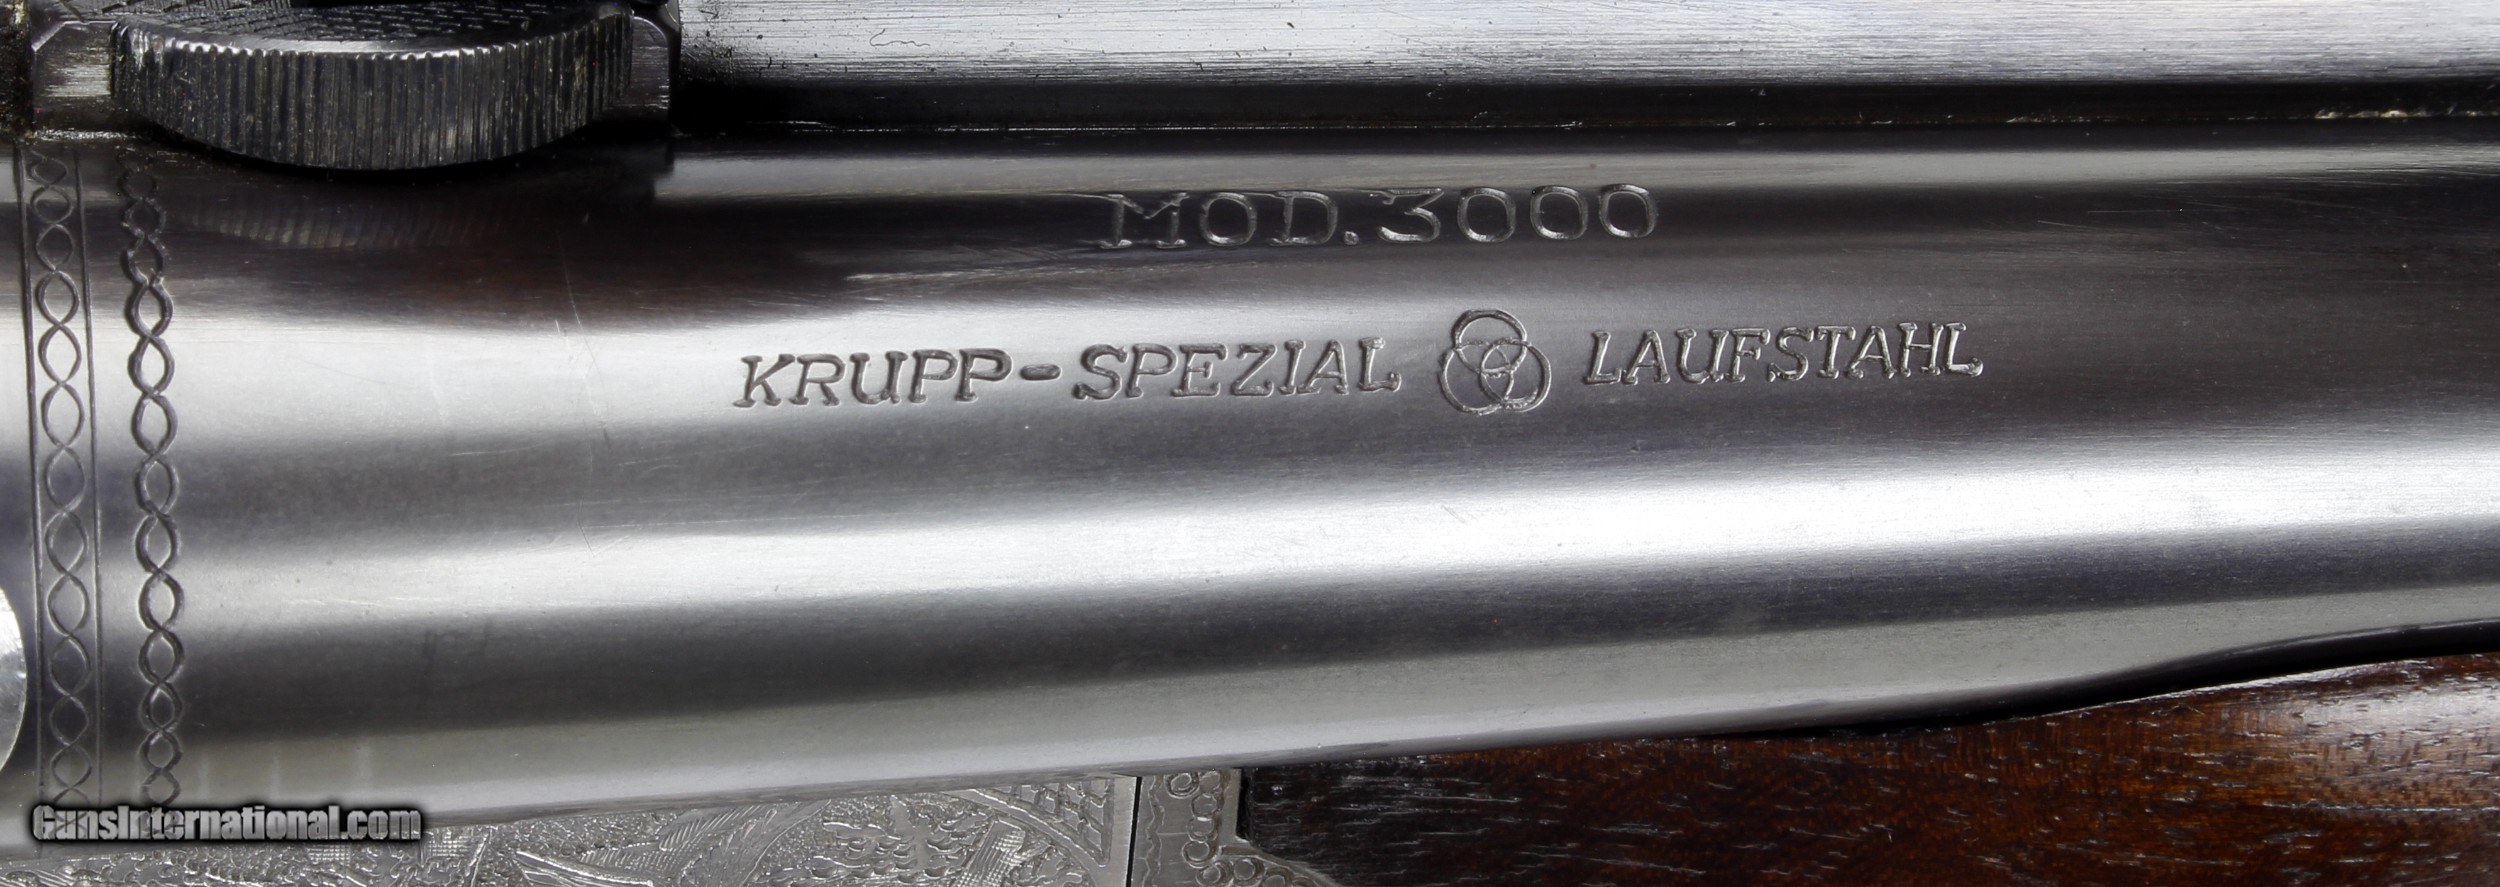 MOD.3000
KRUPP-SPEZIAL LAUFSTAHL
GunsInternational.com